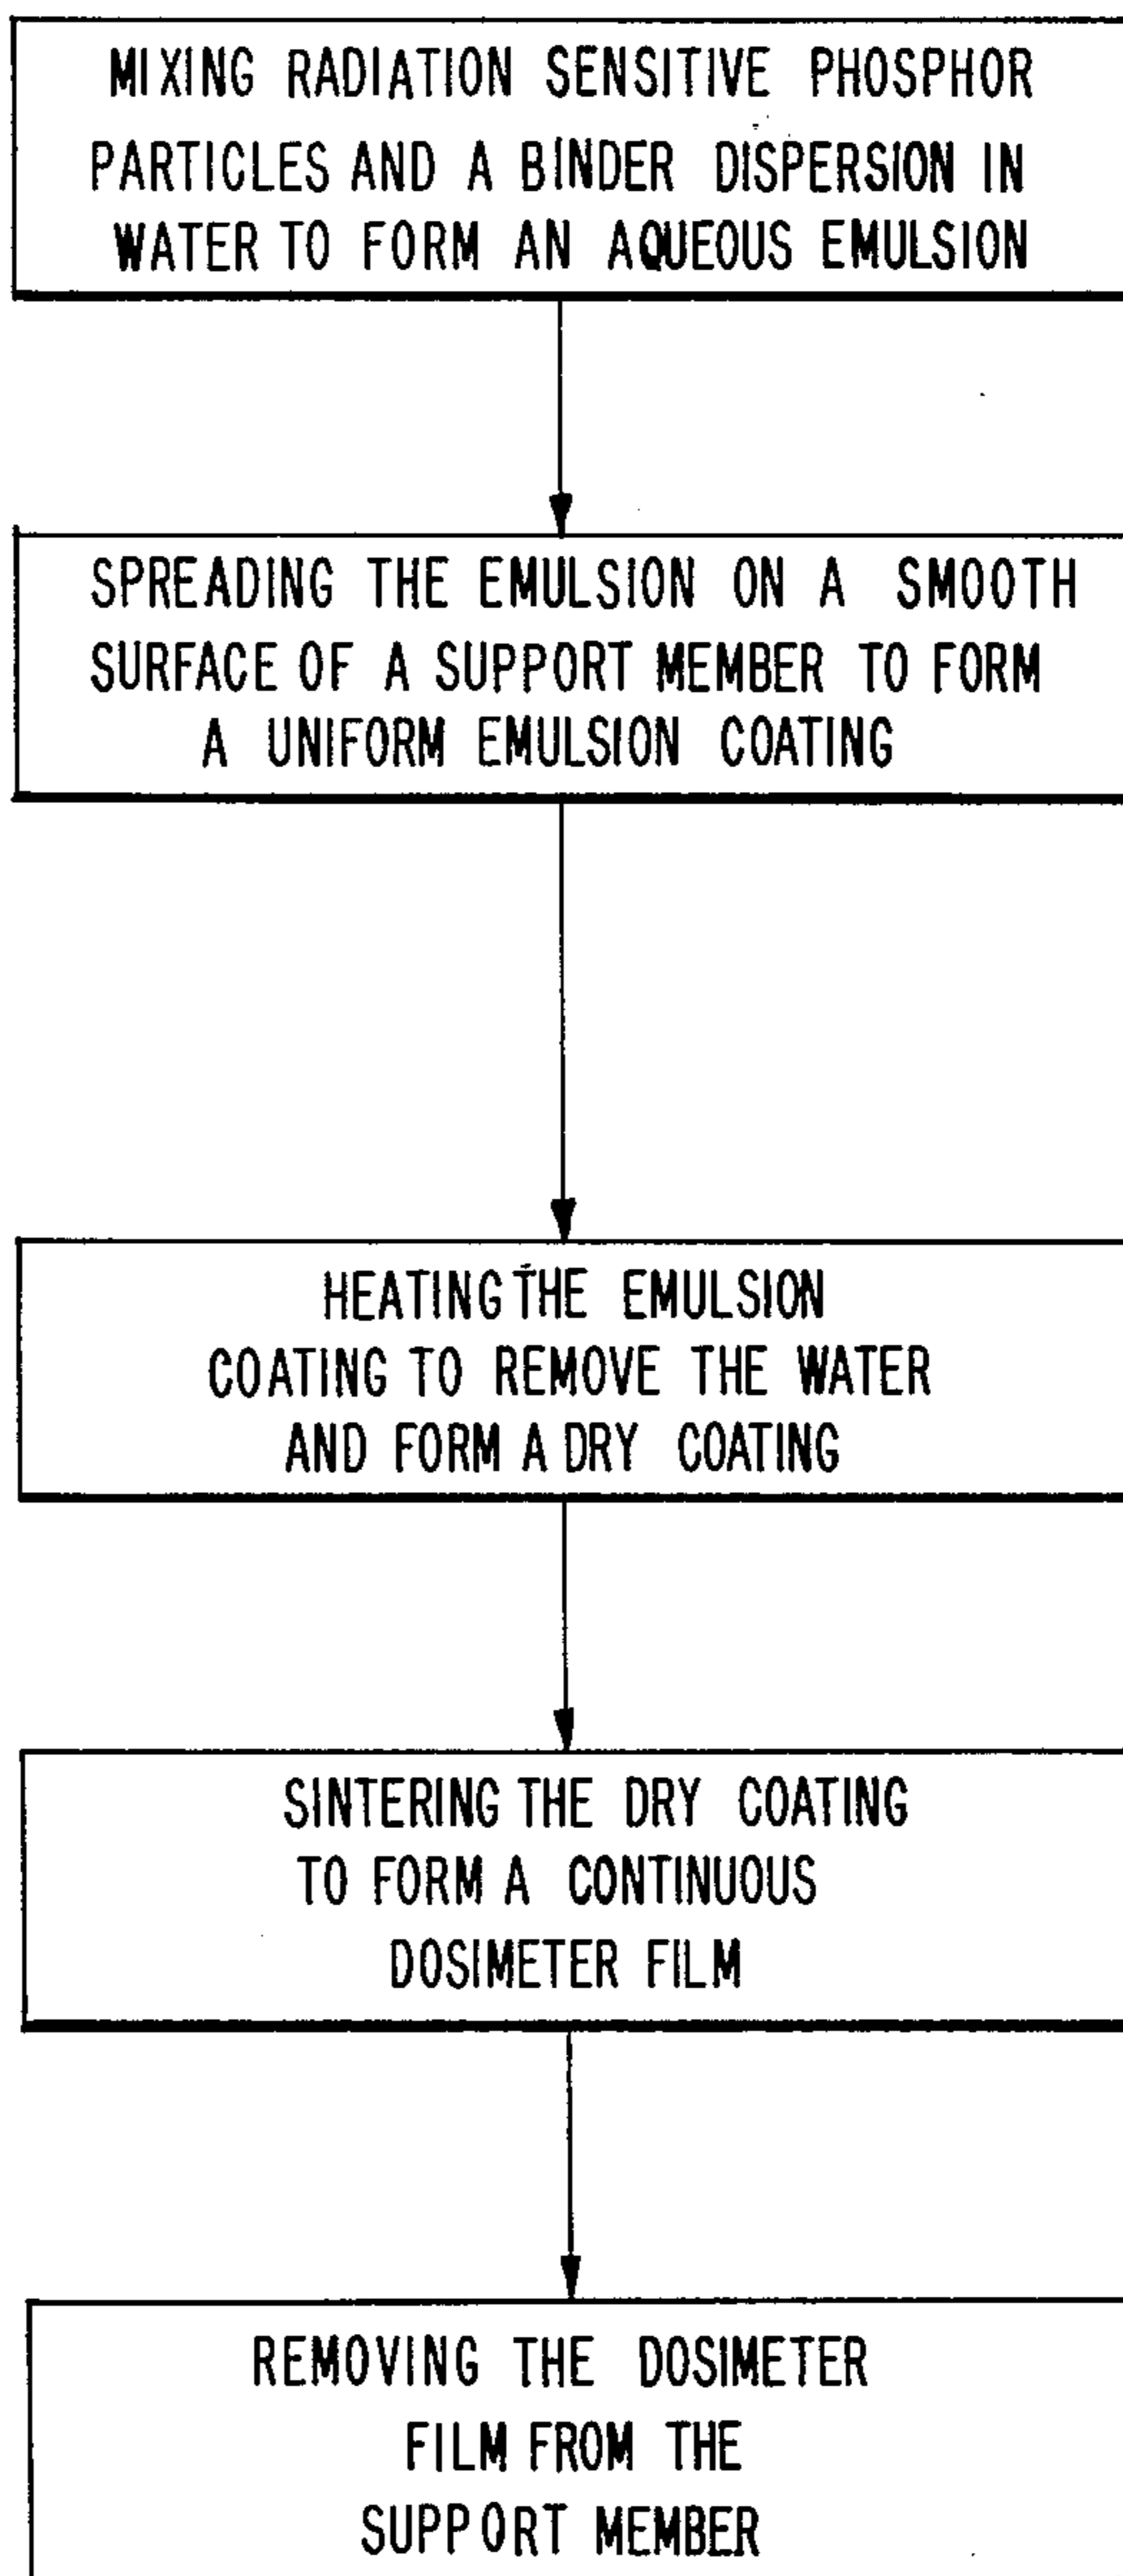 MIXING RADIATION SENSITIVE PHOSPHOR
PARTICLES AND A BINDER DISPERSION IN
WATER TO FORM AN AQUEOUS EMULSION
SPREADING THE EMULSION ON A SMOOTH
SURFACE OF A SUPPORT MEMBER TO FORM
A UNIFORM EMULSION COATING
HEATING THE EMULSION
COATING TO REMOVE THE WATER
AND FORM A DRY COATING
SINTERING THE DRY COATING
TO FORM A CONTINUOUS
DOSIMETER FILM
REMOVING THE DOSIMETER
FILM FROM THE
SUPPORT MEMBER